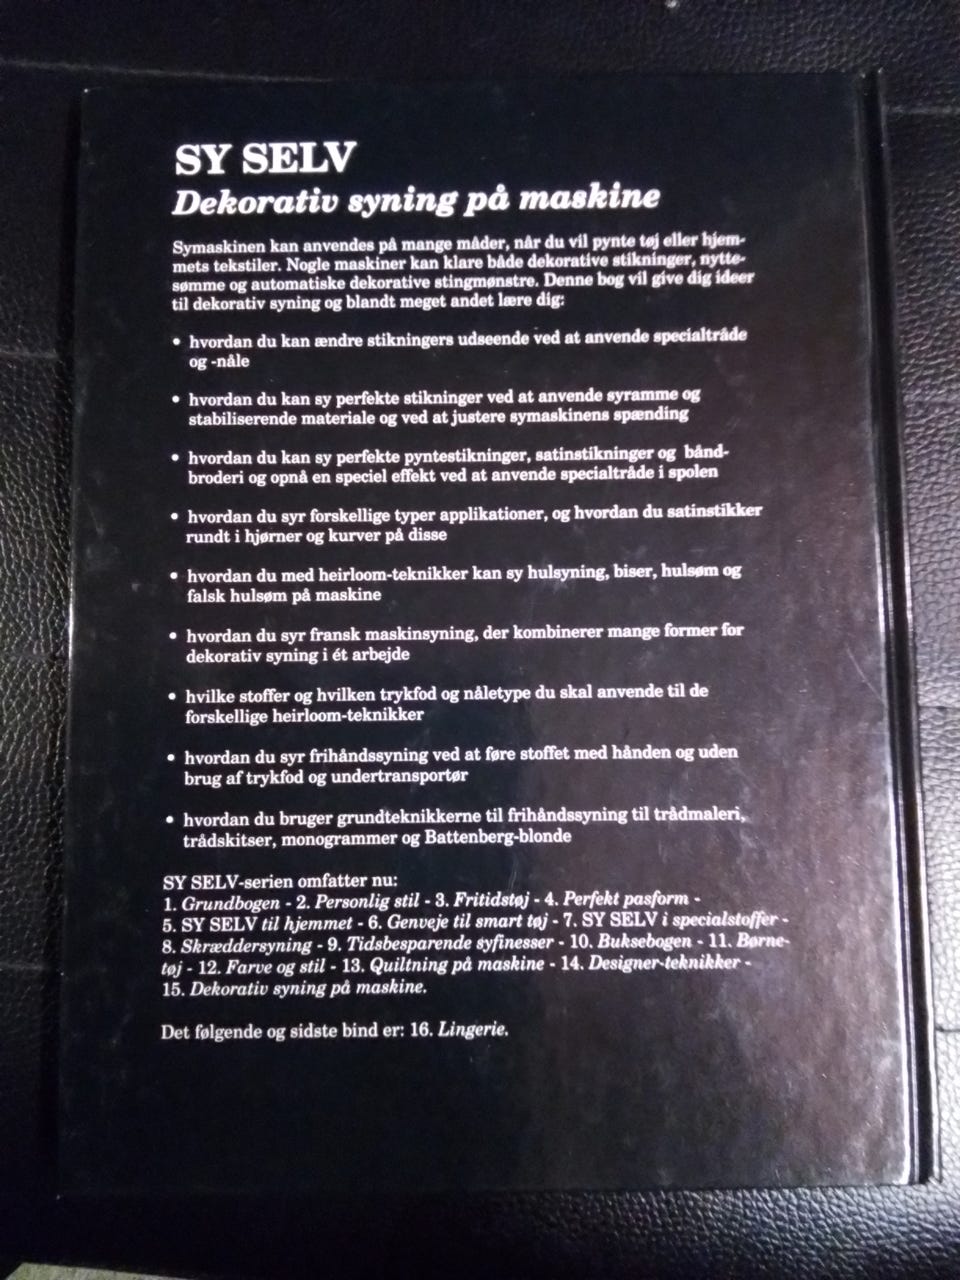 SY SELV
Dekorativ syning på maskine
Symaskinen kan anvendes på mange måder, når du vil pynte tøj eller hjem-
mets tekstiler. Nogle maskiner kan klare både dekorative stikninger, nytte-
sømme og automatiske dekorative stingmønstre. Denne bog vil give dig ideer
til dekorativ syning og blandt meget andet lære dig:
• hvordan du kan ændre stikningers udseende ved at anvende specialtråde
og -nåle
• hvordan du kan sy perfekte stikninger ved at anvende syramme og
stabiliserende materiale og ved at justere symaskinens spænding
• hvordan du kan sy perfekte pyntestikninger, satinstikninger og bånd-
broderi og opnå en speciel effekt ved at anvende specialtråde i spolen
• hvordan du syr forskellige typer applikationer, og hvordan du satinstikker
rundt i hjørner og kurver på disse
• hvordan du med heirloom-teknikker kan sy hulsyning, biser, hulsøm og
falsk hulsøm på maskine
• hvordan du syr fransk maskinsyning, der kombinerer mange former for
dekorativ syning i ét arbejde
• hvilke stoffer og hvilken trykfod og nåletype du skal anvende til de
forskellige heirloom-teknikker
• hvordan du syr frihåndssyning ved at føre stoffet med hånden og uden
brug af trykfod og undertransportør
• hvordan du bruger grundteknikkerne til frihåndssyning til trådmaleri,
trådskitser, monogrammer og Battenberg-blonde
SY SELV-serien omfatter nu:
1. Grundbogen - 2. Personlig stil - 3. Fritidstøj - 4. Perfekt pasform -
5. SY SELV til hjemmet - 6. Genveje til smart tøj - 7. SY SELV i specialstoffer -
8. Skræddersyning - 9. Tidsbesparende syfinesser - 10. Buksebogen - 11. Børne-
tøj - 12. Farve og stil - 13. Quiltning på maskine - 14. Designer-teknikker -
15. Dekorativ syning på maskine.
Det følgende og sidste bind er: 16. Lingerie.